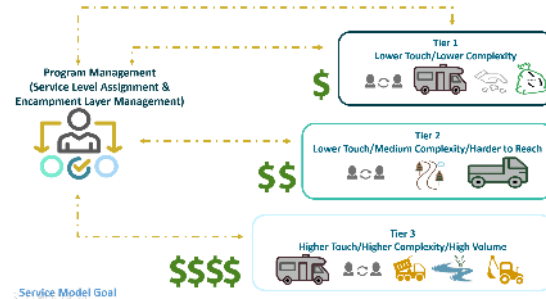 Tier 1
Lower Touch/Lower Complexity
Program Management
(Service Level Assignment &
Encampment Layer Management)
$
Tier 2
Lower Touch/Medium Complexity/Harder to Reach
$$
Tier 3
Higher Touch/Higher Complexity/High Volume
$$$$
Service Model Goal